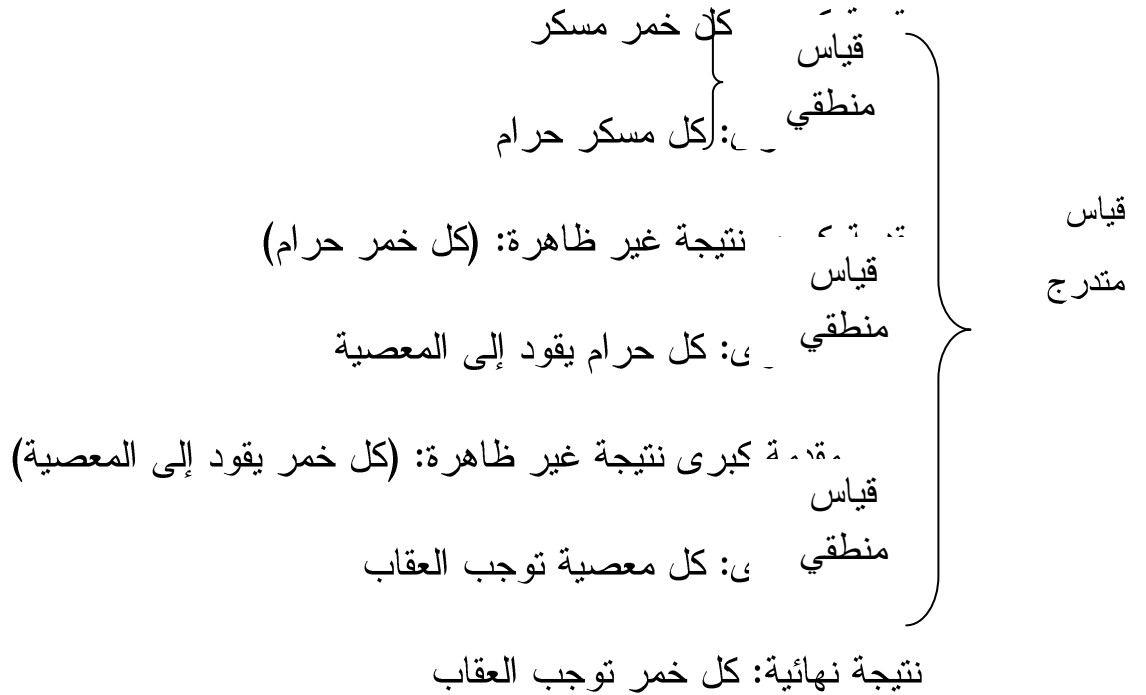 كل خمر مسكر
قياس
منطقي
كل مسكر حرام
نتيجة غير ظاهرة: (كل خمر حرام)
قياس
منطقي
كل حرام يقود إلى المعصية
مقدمة كبرى نتيجة غير ظاهرة: (كل خمر يقود إلى المعصية)
قياس
منطقي
كل معصية توجب العقاب
قياس
متدرج
نتيجة نهائية: كل خمر توجب العقاب